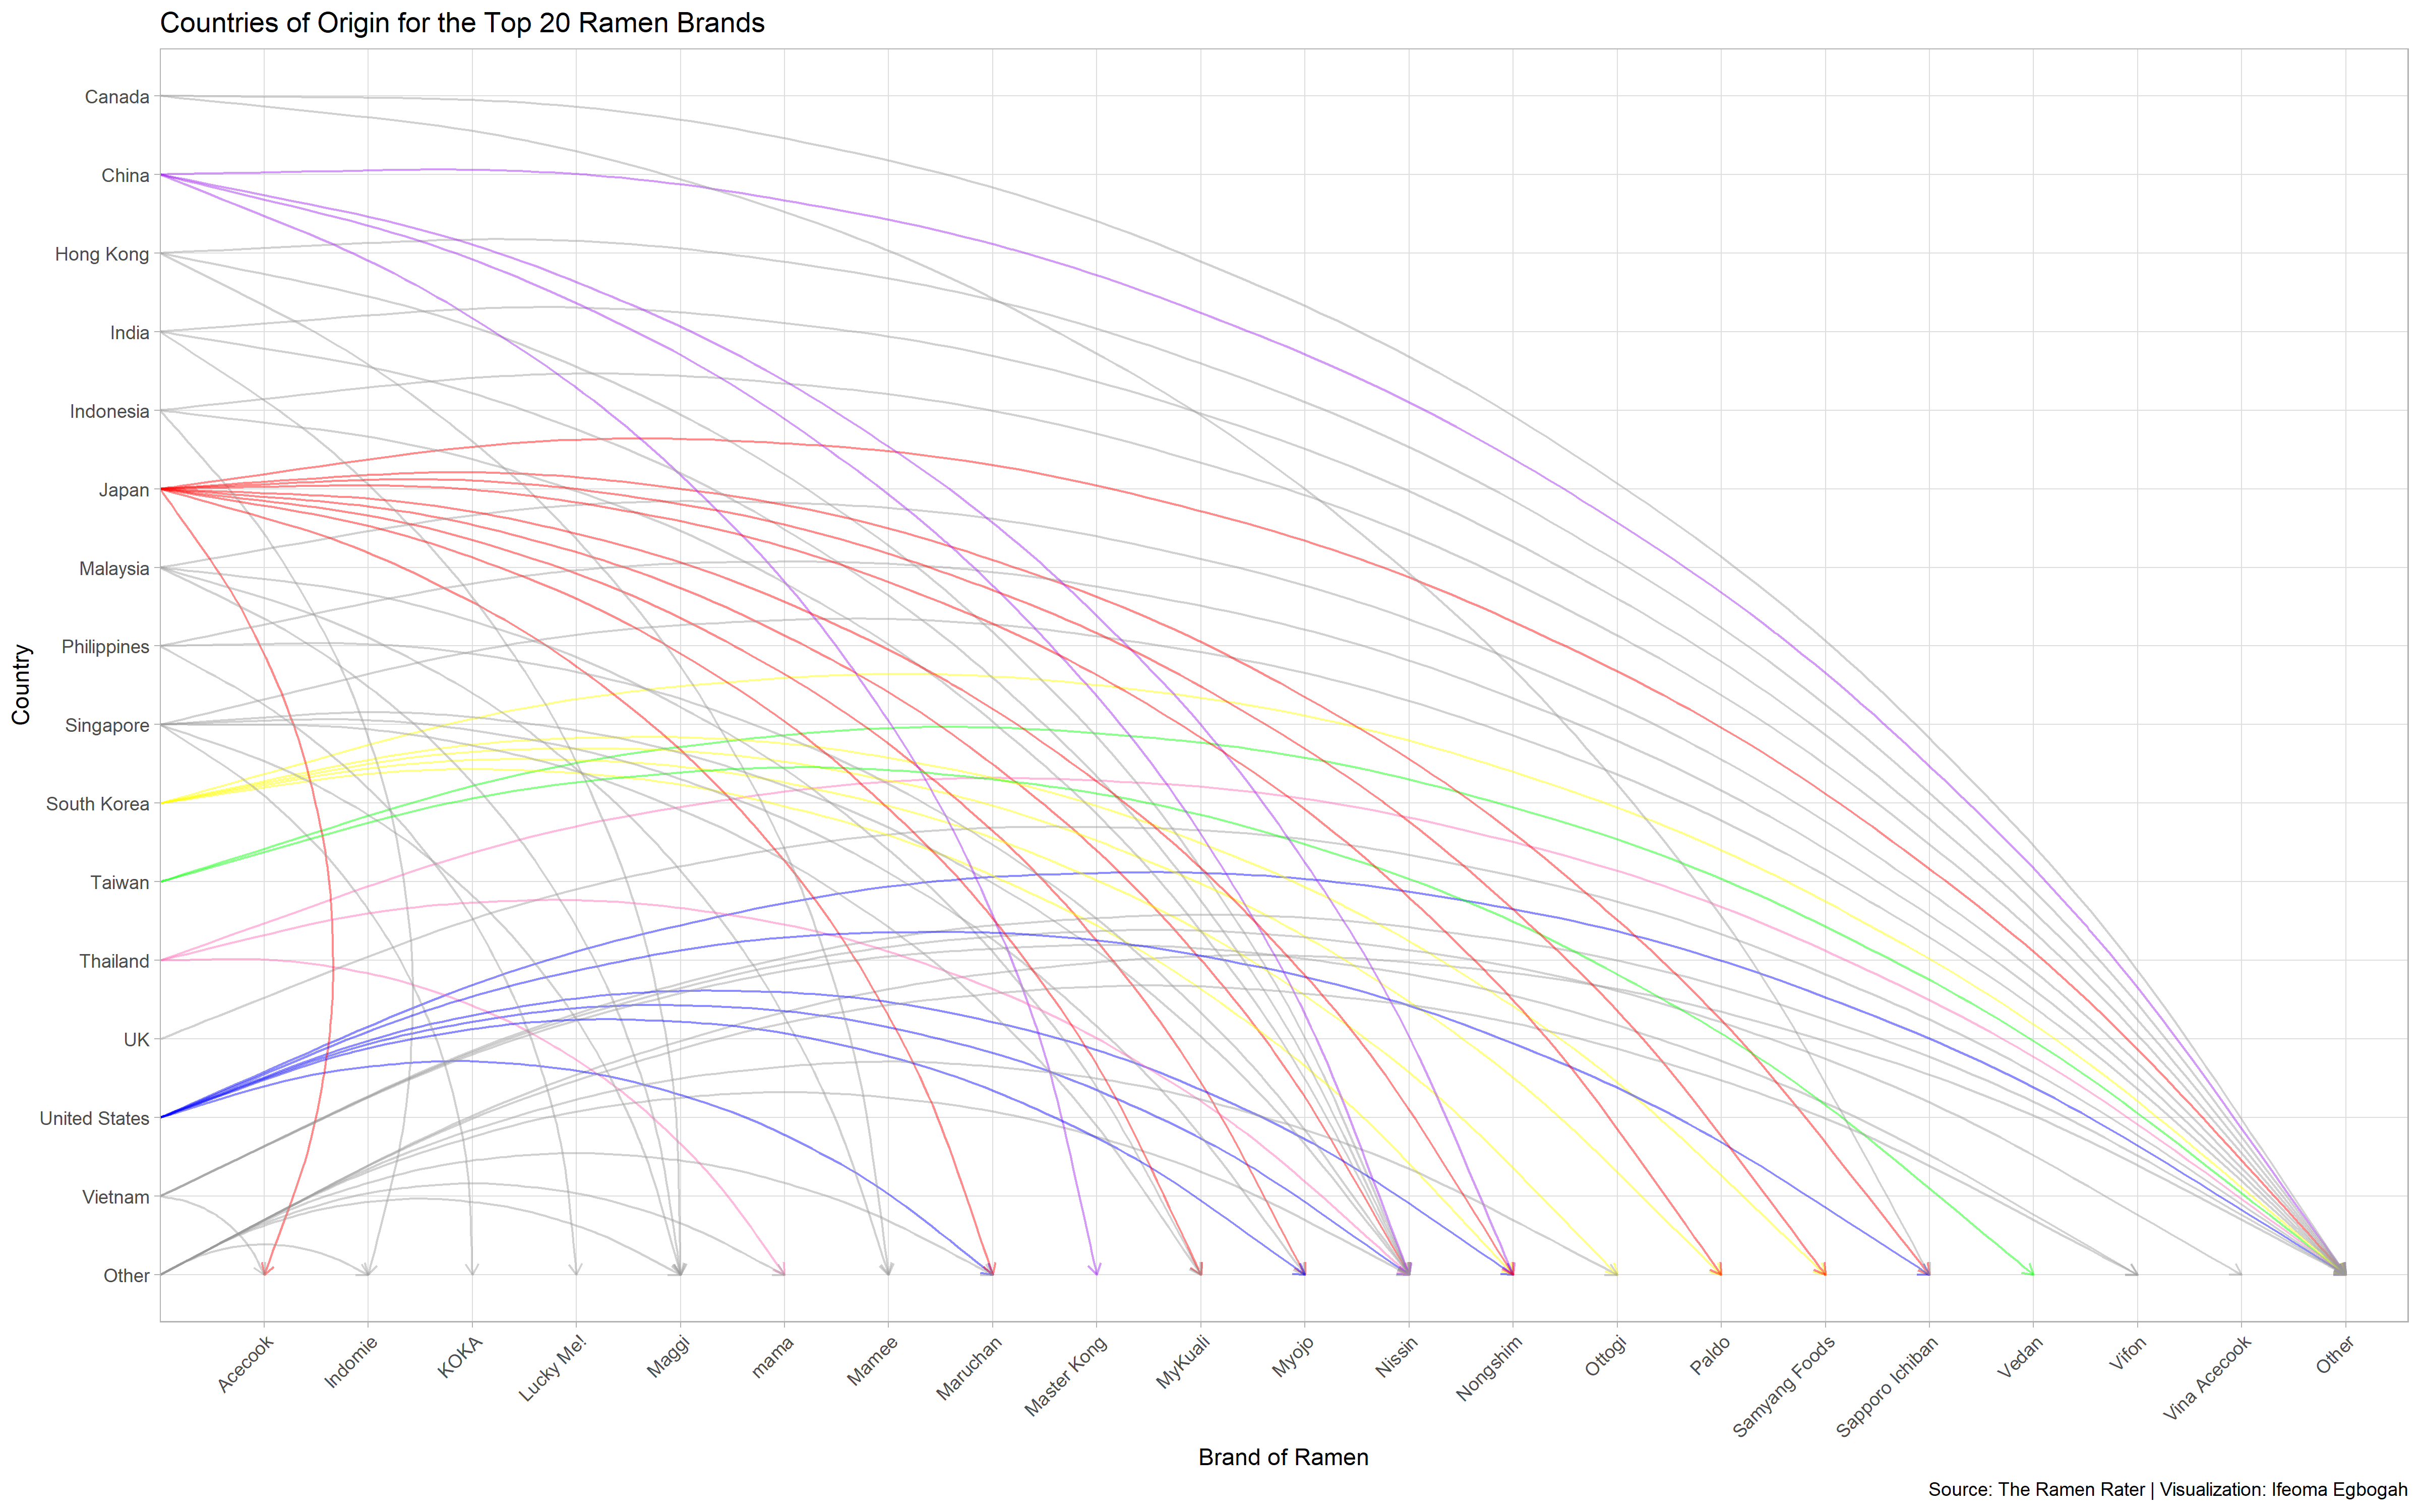 Countries of Origin for the Top 20 Ramen Brands
Country
Canada
China
Hong Kong
India
Indonesia
Japan
Malaysia
Philippines
Singapore
South Korea
Taiwan
Thailand
UK
United States
Vietnam
Other
Acecook
Indomie
KOKA
Lucky Me!
Maggi
mama
Mamee
Maruchan
Master Kong
MyKuali
Myojo
Nissin
Nongshim
Ottogi
Paldo
Samyang Foods
Sapporo Ichiban
Vedan
Vifon
Vina Acecook
Other
Brand of Ramen
Source: The Ramen Rater | Visualization: Ifeoma Egbogah